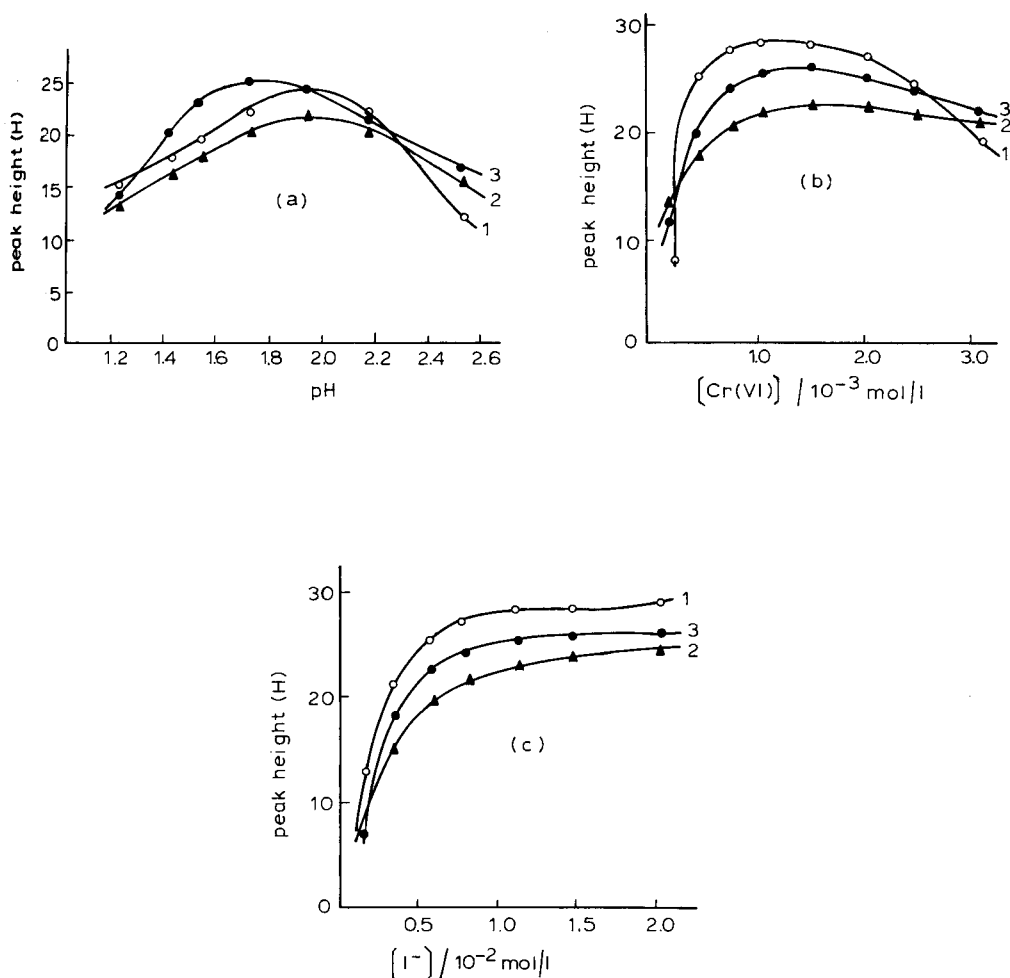 peak height (H)
25
20
15
10
5
0
(a)
3
2
1
1.2 1.4 1.6 1.8 2.0 2.2 2.4 2.6
pH
peak height (H)
30
20
10
0
(b)
3
2
1
1.0 2.0 3.0
[Cr(VI)] / 10⁻³ mol/l
peak height (H)
30
20
10
0
(c)
1
3
2
0.5 1.0 1.5 2.0
[I⁻] / 10⁻² mol/l